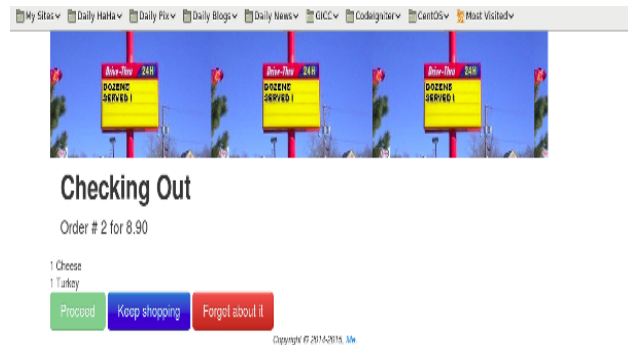 My Sites Daily HaHa Daily Pix Daily Blogs Daily News GICC CodeIgniter CentOS Most Visited
Drive-Thru 24H Drive-Thru 24H Drive-Thru 24H
DOZENS DOZENS DOZENS
SERVED ! SERVED ! SERVED !
Checking Out
Order # 2 for 8.90
1 Cheese
1 Turkey
Proceed Keep shopping Forget about it
Copyright © 2014-2015, Me.